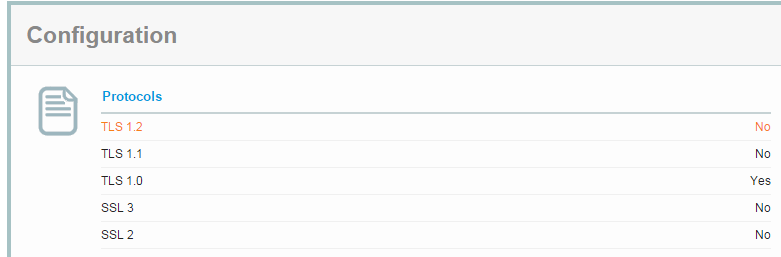 Configuration
Protocols
TLS 1.2 No
TLS 1.1 No
TLS 1.0 Yes
SSL 3 No
SSL 2 No